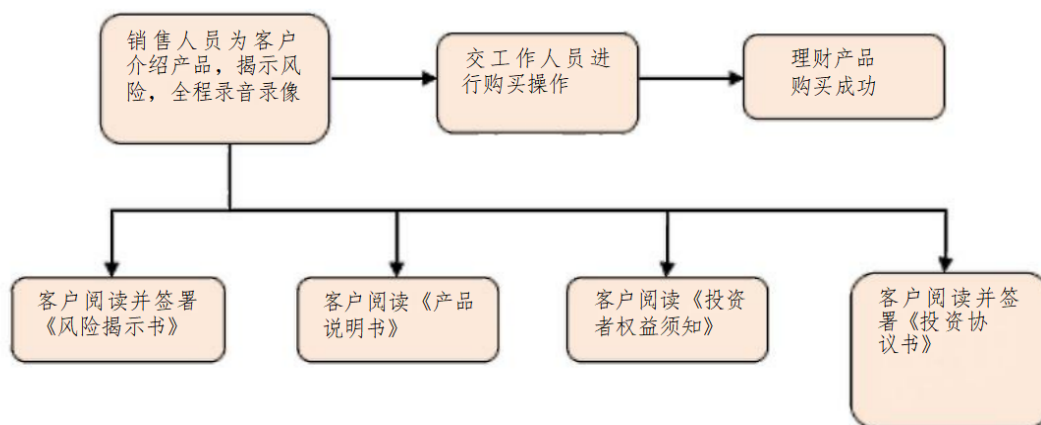 销售人员为客户
介绍产品，揭示风
险，全程录音录像
交工作人员进
行购买操作
理财产品
购买成功
客户阅读并签署
《风险揭示书》
客户阅读《产品
说明书》
客户阅读《投资
者权益须知》
客户阅读并签
署《投资协
议书》